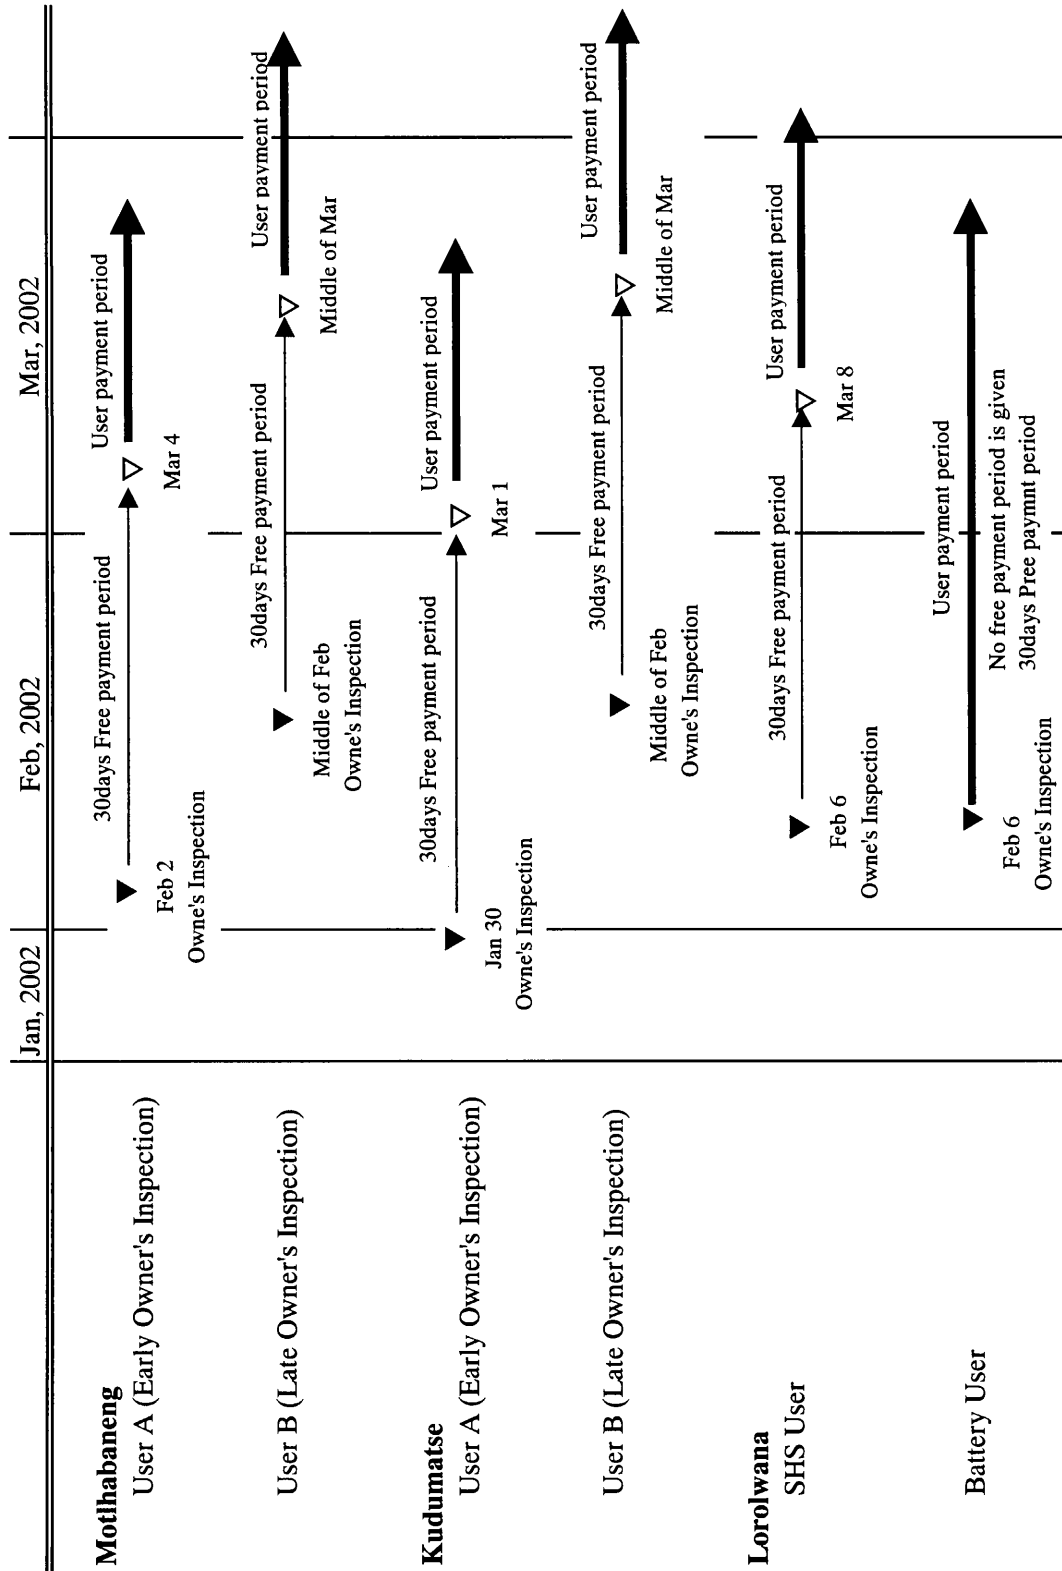 Jan, 2002
Feb, 2002
Mar, 2002
Motlhabaneng
User A (Early Owner's Inspection)
Feb 2
Owne's Inspection
30days Free payment period
Mar 4
User payment period
User B (Late Owner's Inspection)
Middle of Feb
Owne's Inspection
30days Free payment period
Middle of Mar
User payment period
Kudumatse
User A (Early Owner's Inspection)
Jan 30
Owne's Inspection
30days Free payment period
Mar 1
User payment period
User B (Late Owner's Inspection)
Middle of Feb
Owne's Inspection
30days Free payment period
Middle of Mar
User payment period
Lorolwana
SHS User
Feb 6
Owne's Inspection
30days Free payment period
Mar 8
User payment period
Battery User
Feb 6
Owne's Inspection
User payment period
No free payment period is given
30days Free paymnt period